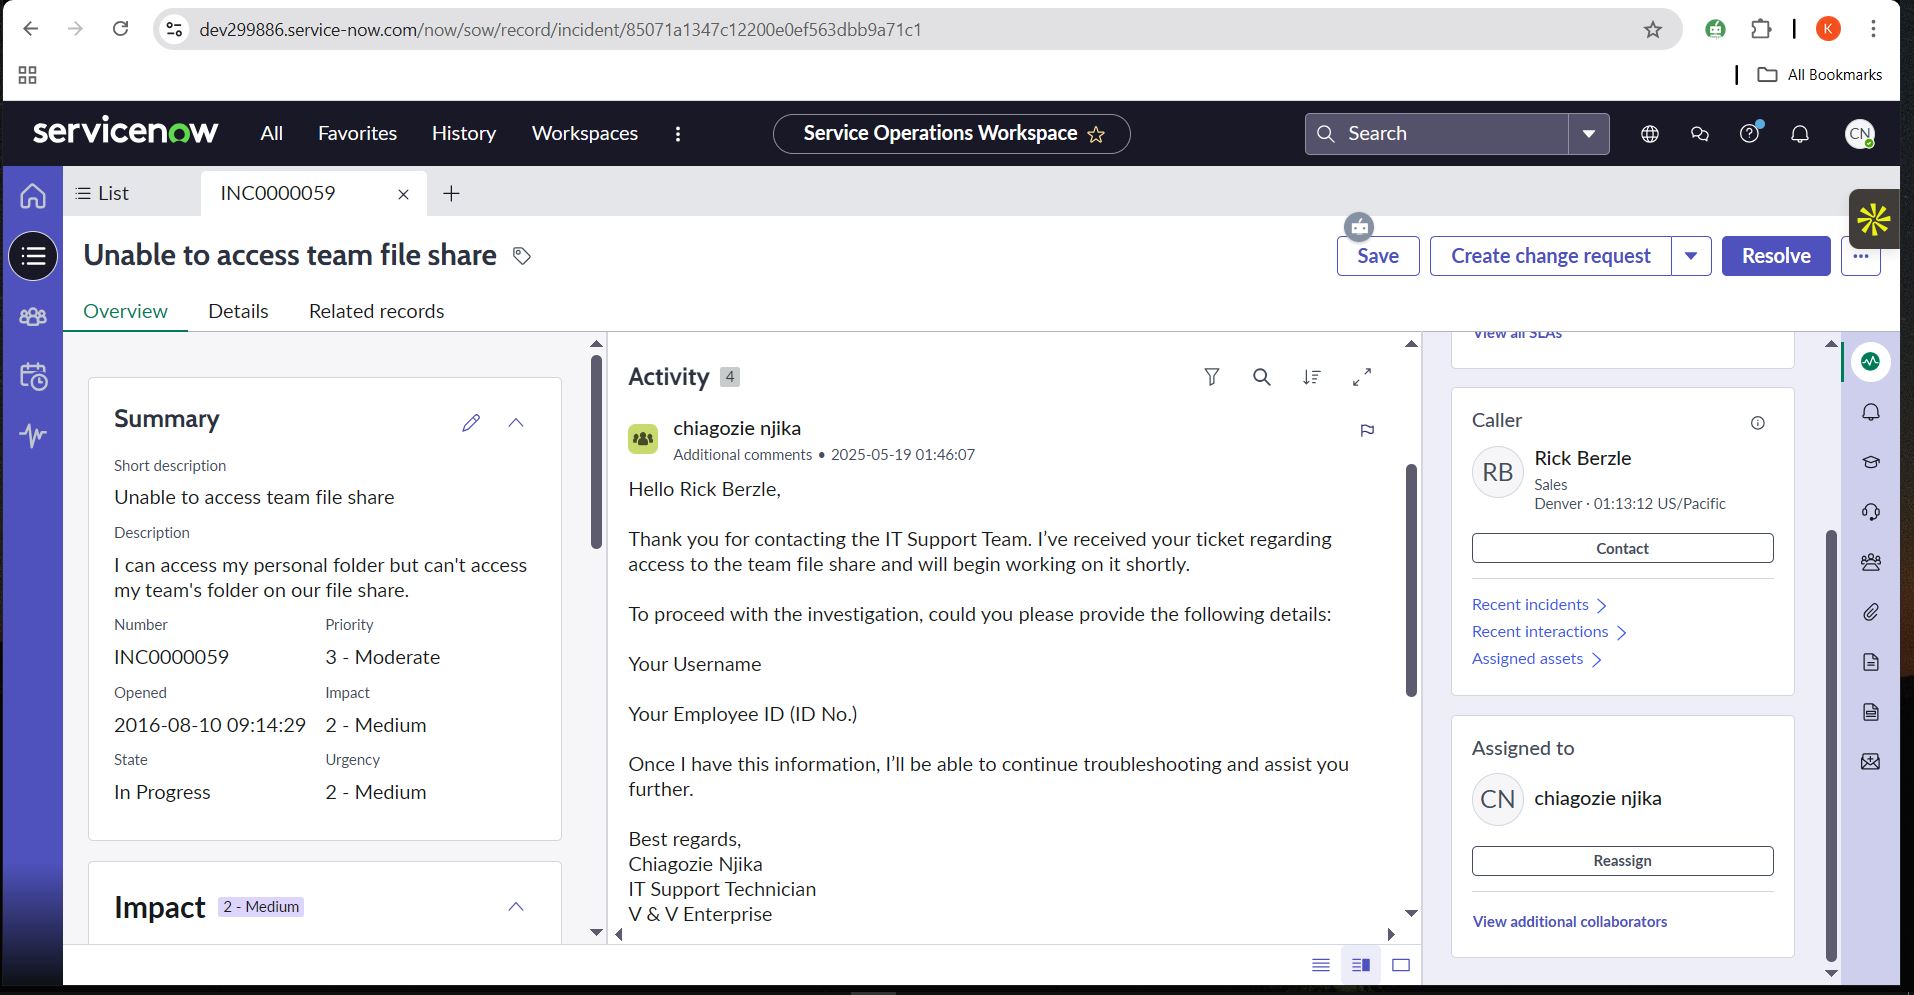 dev299886.service-now.com/now/sow/record/incident/85071a1347c12200e0ef563dbb9a71c1
K
All Bookmarks
servicenow
All
Favorites
History
Workspaces
Service Operations Workspace
Search
CN
List
INC0000059
Unable to access team file share
Save
Create change request
Resolve
Overview
Details
Related records
Summary
Short description
Unable to access team file share
Description
I can access my personal folder but can't access
my team's folder on our file share.
Number
Priority
INC0000059
3 - Moderate
Opened
Impact
2016-08-10 09:14:29
2 - Medium
State
Urgency
In Progress
2 - Medium
Impact
2 - Medium
Activity 4
chiagozie njika
Additional comments • 2025-05-19 01:46:07
Hello Rick Berzle,
Thank you for contacting the IT Support Team. I’ve received your ticket regarding
access to the team file share and will begin working on it shortly.
To proceed with the investigation, could you please provide the following details:
Your Username
Your Employee ID (ID No.)
Once I have this information, I’ll be able to continue troubleshooting and assist you
further.
Best regards,
Chiagozie Njika
IT Support Technician
V & V Enterprise
View all SLAs
Caller
RB
Rick Berzle
Sales
Denver · 01:13:12 US/Pacific
Contact
Recent incidents
Recent interactions
Assigned assets
Assigned to
CN
chiagozie njika
Reassign
View additional collaborators